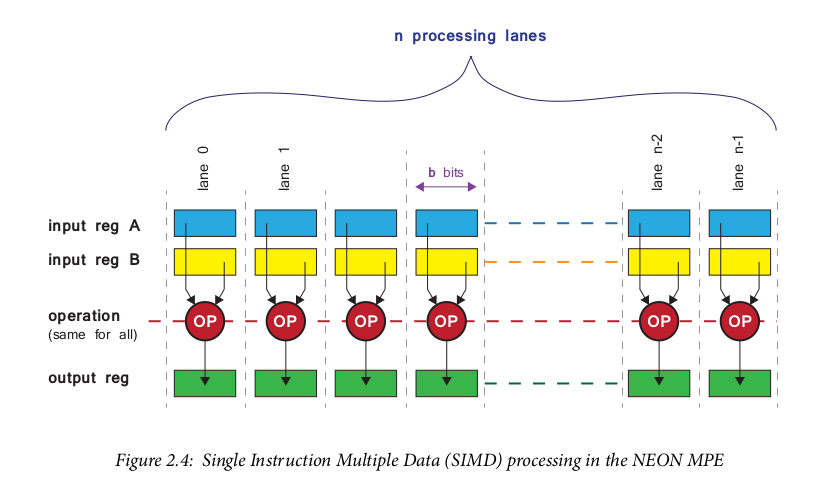 n processing lanes
lane 0
lane 1
b bits
lane n-2
lane n-1
input reg A
input reg B
operation
(same for all)
OP OP OP OP OP OP
output reg
Figure 2.4: Single Instruction Multiple Data (SIMD) processing in the NEON MPE